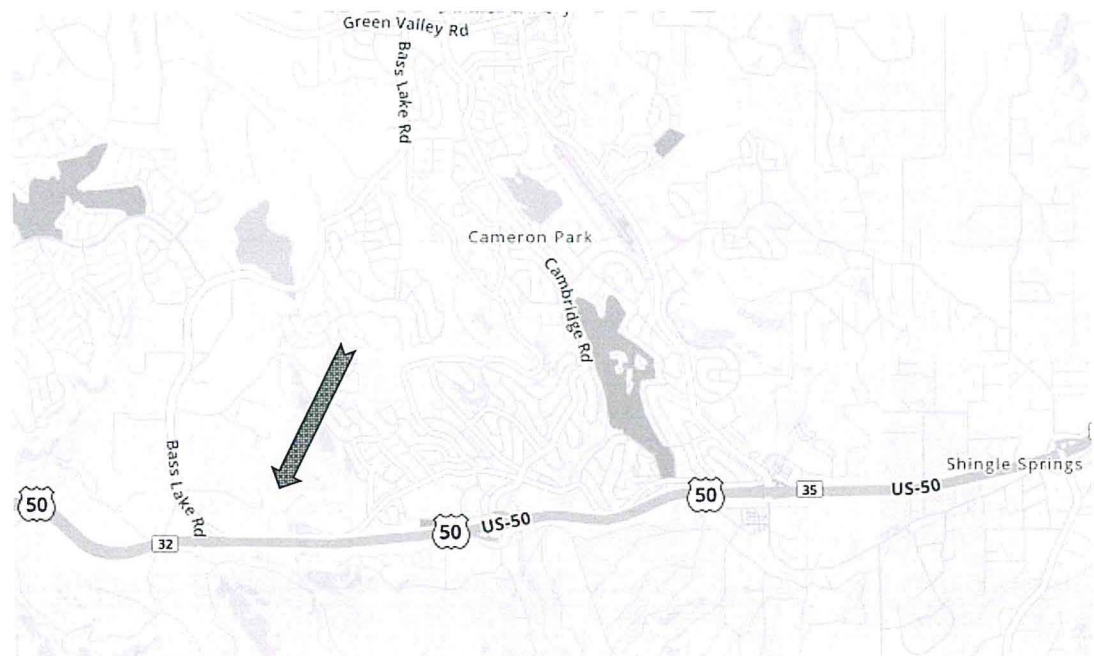 Green Valley Rd
Bass Lake Rd
Cameron Park
Cambridge Rd
Bass Lake Rd
Shingle Springs
50
32
50
US-50
50
35
US-50